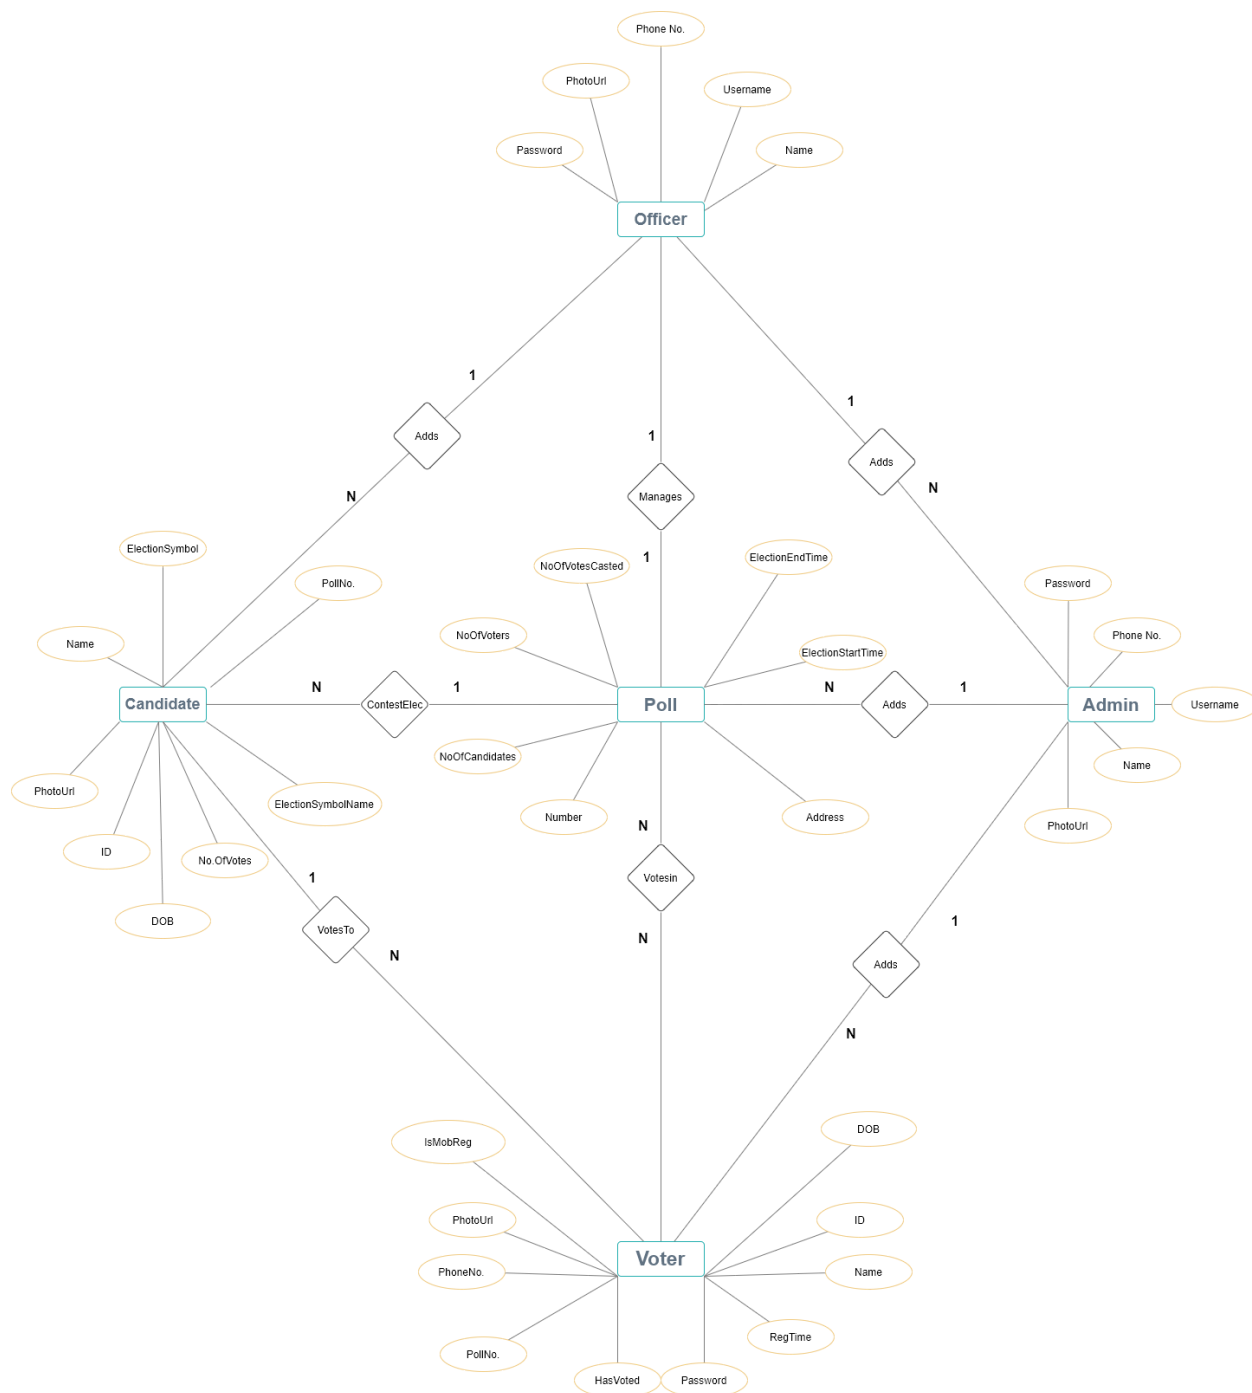 Phone No.
PhotoUrl
Username
Password
Name
Officer
1
1
Adds
1
Adds
N
Manages
N
1
ElectionSymbol
NoOfVotesCasted
ElectionEndTime
PollNo.
Password
Name
NoOfVoters
Phone No.
ElectionStartTime
Candidate
N
ContestElec
1
Poll
N
Adds
1
Admin
Username
NoOfCandidates
Name
PhotoUrl
ElectionSymbolName
Number
Address
PhotoUrl
ID
No.OfVotes
N
1
Votesin
DOB
VotesTo
N
1
N
Adds
N
IsMobReg
DOB
PhotoUrl
ID
Voter
PhoneNo.
Name
RegTime
PollNo.
HasVoted
Password